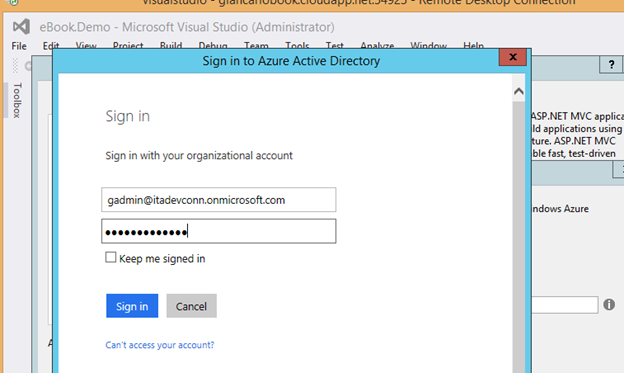 visualstudio - giancarlobook.cloudapp.net:54925 - Remote Desktop Connection
eBook.Demo - Microsoft Visual Studio (Administrator)
File Edit View Project Build Debug Team Tools Test Analyze Window Help
Sign in to Azure Active Directory
x
?
Toolbox
Sign in
Sign in with your organizational account
gadmin@itadevconn.onmicrosoft.com
•••••••••••••
Keep me signed in
Sign in Cancel
Can't access your account?
ASP.NET MVC applica
ld applications using
ture. ASP.NET MVC
ble fast, test-driven
indows Azure